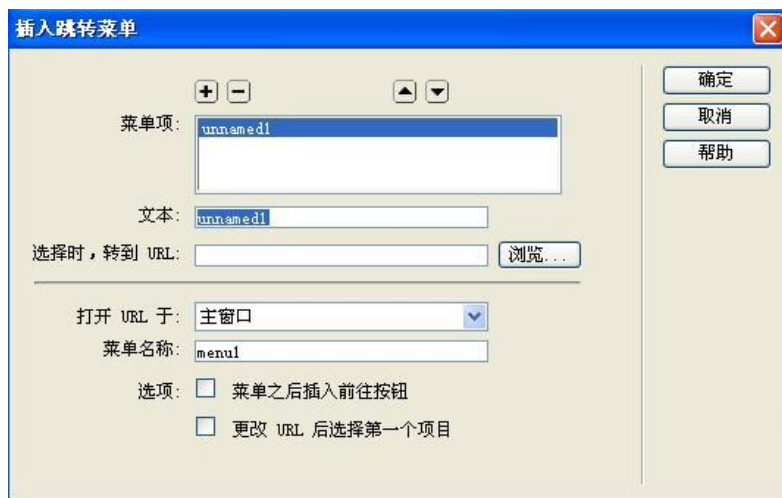 插入跳转菜单
确定
菜单项: unnamed1
取消
帮助
文本: unnamed1
选择时，转到 URL: 浏览...
打开 URL 于: 主窗口
菜单名称: menu1
选项: 菜单之后插入前往按钮
更改 URL 后选择第一个项目